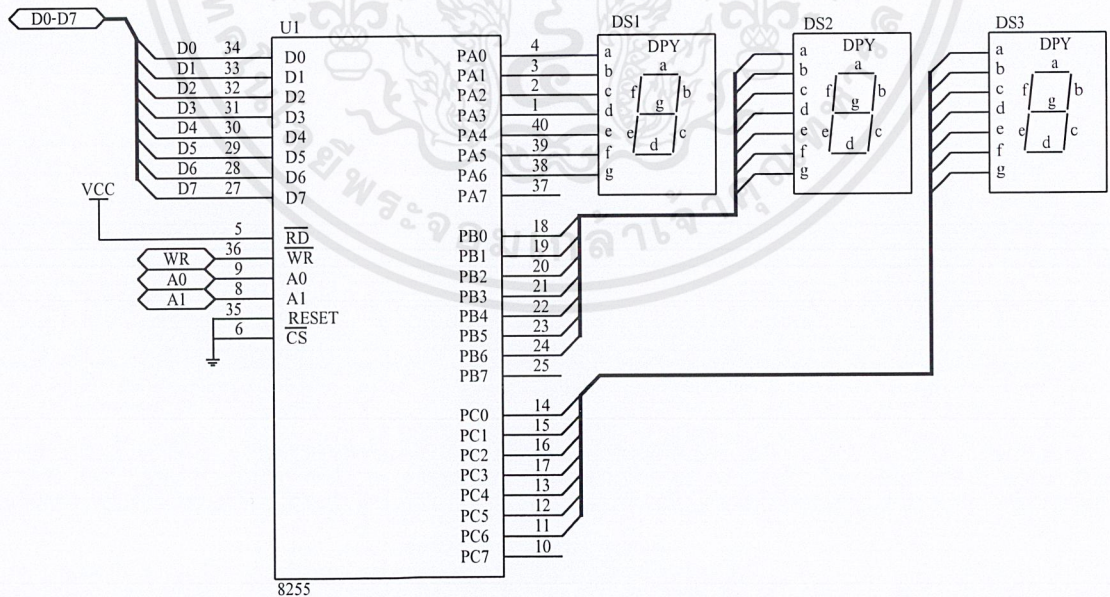 D0-D7
U1
D0 34 D0
D1 33 D1
D2 32 D2
D3 31 D3
D4 30 D4
D5 29 D5
D6 28 D6
D7 27 D7
VCC
5 RD
WR 36 WR
A0 9 A0
A1 8 A1
35 RESET
6 CS
PA0 4
PA1 3
PA2 2
PA3 1
PA4 40
PA5 39
PA6 38
PA7 37
PB0 18
PB1 19
PB2 20
PB3 21
PB4 22
PB5 23
PB6 24
PB7 25
PC0 14
PC1 15
PC2 16
PC3 17
PC4 13
PC5 12
PC6 11
PC7 10
8255
DS1
DPY
a
b
c
d
e
f
g
a
f b
g
e c
d
DS2
DPY
a
b
c
d
e
f
g
a
f b
g
e c
d
DS3
DPY
a
b
c
d
e
f
g
a
f b
g
e c
d